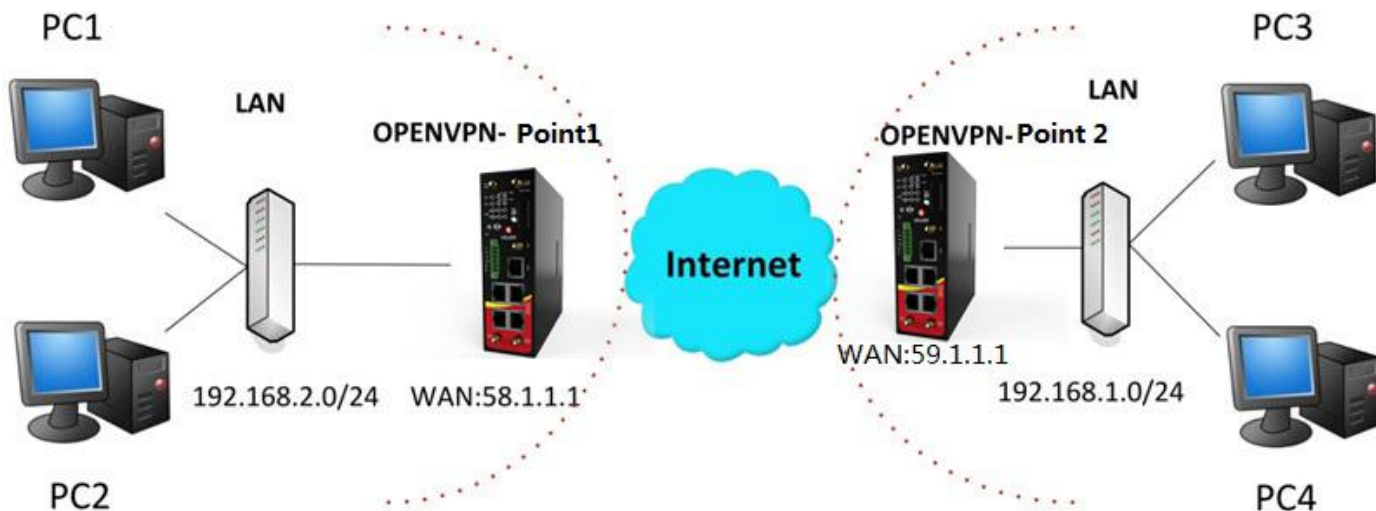 PC1
PC3
LAN
LAN
OPENVPN- Point1
OPENVPN-Point 2
Internet
WAN:59.1.1.1
192.168.2.0/24
WAN:58.1.1.1
192.168.1.0/24
PC2
PC4